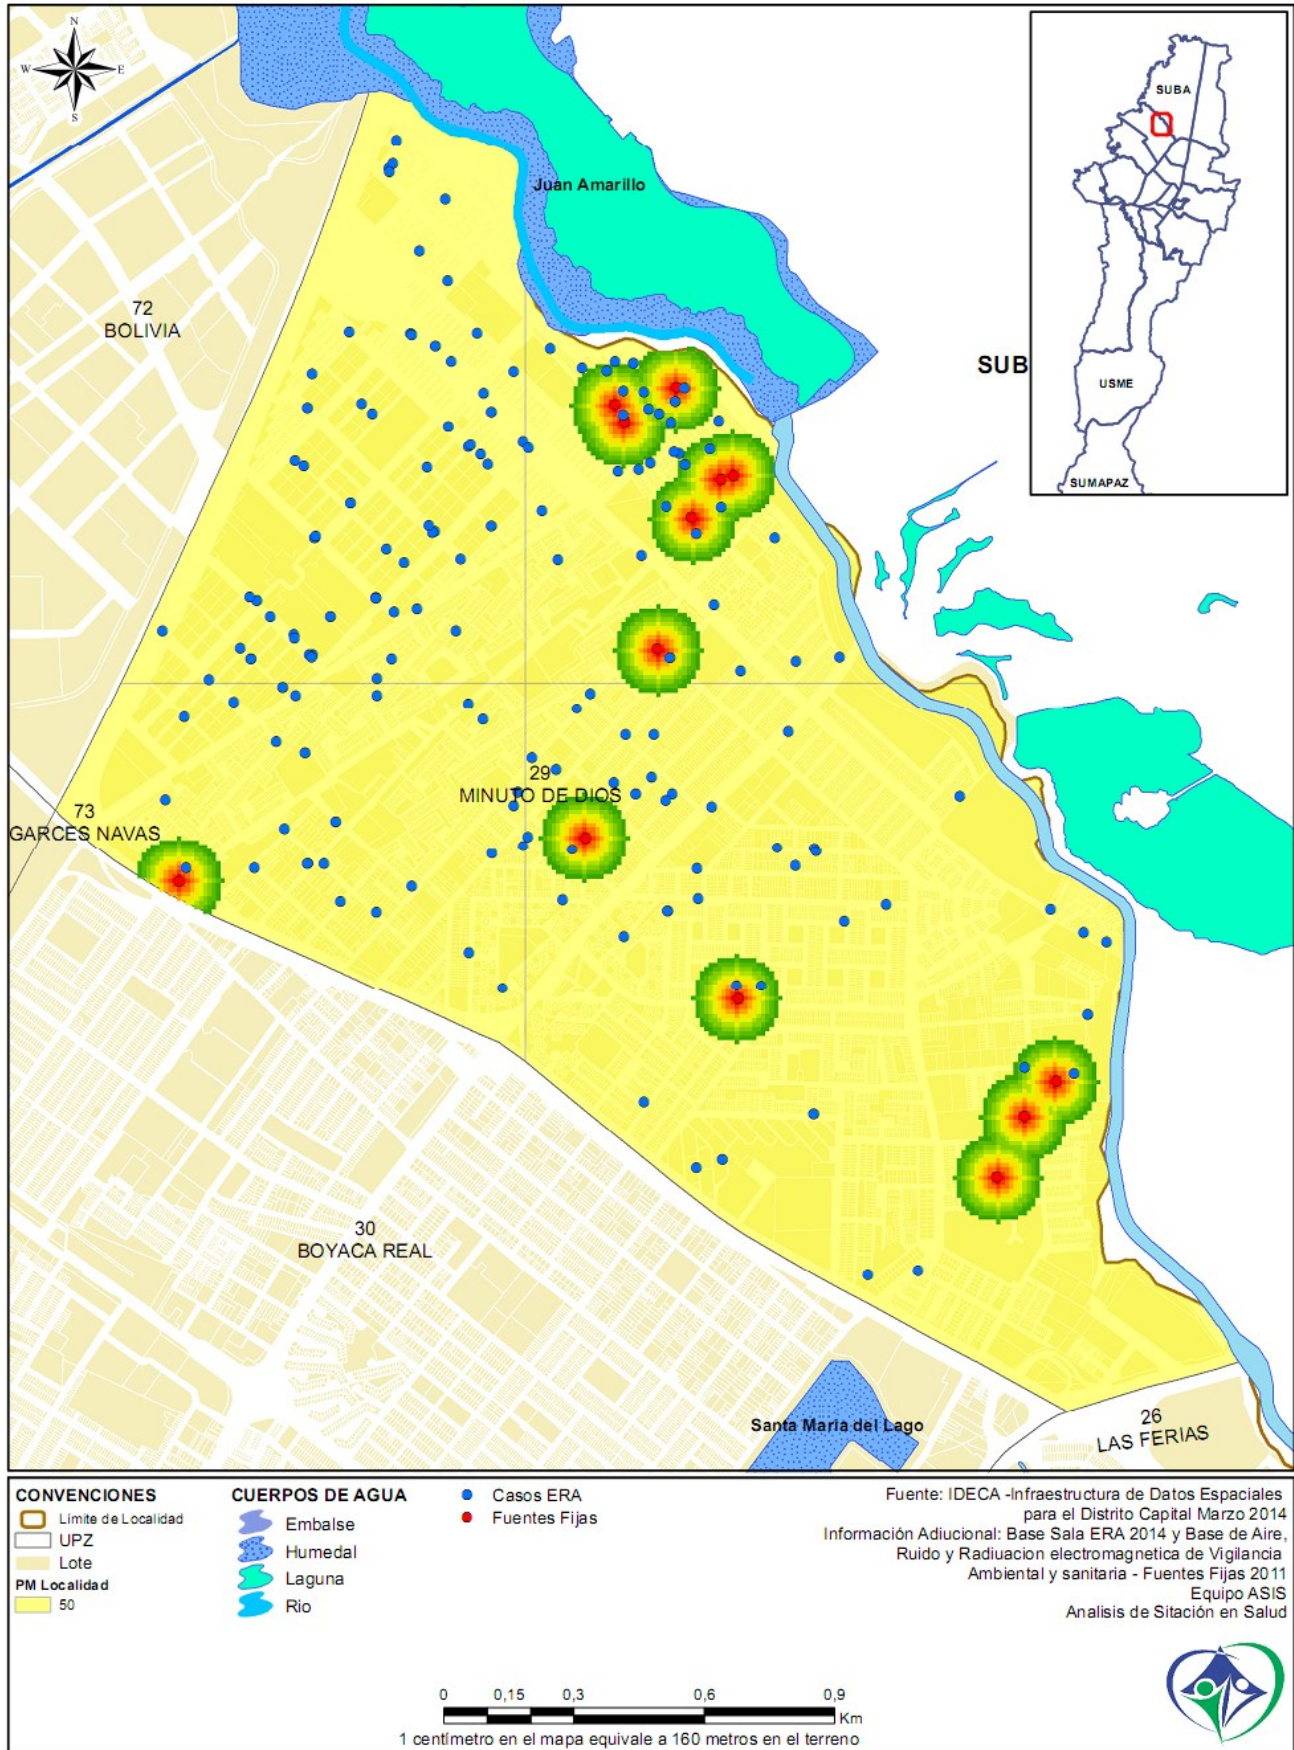 N
W
E
S
SUBA
USME
SUMAPAZ
Juan Amarillo
72
BOLIVIA
SUB
29
MINUTO DE DIOS
73
GARCES NAVAS
30
BOYACA REAL
Santa Maria del Lago
26
LAS FERIAS
CONVENCIONES
Limite de Localidad
UPZ
Lote
PM Localidad
50
CUERPOS DE AGUA
Embalse
Humedal
Laguna
Rio
Casos ERA
Fuentes Fijas
Fuente: IDECA -Infraestructura de Datos Espaciales
para el Distrito Capital Marzo 2014
Información Adiucional: Base Sala ERA 2014 y Base de Aire,
Ruido y Radiuacion electromagnetica de Vigilancia
Ambiental y sanitaria - Fuentes Fijas 2011
Equipo ASIS
Analisis de Sitación en Salud
0 0,15 0,3 0,6 0,9
Km
1 centímetro en el mapa equivale a 160 metros en el terreno